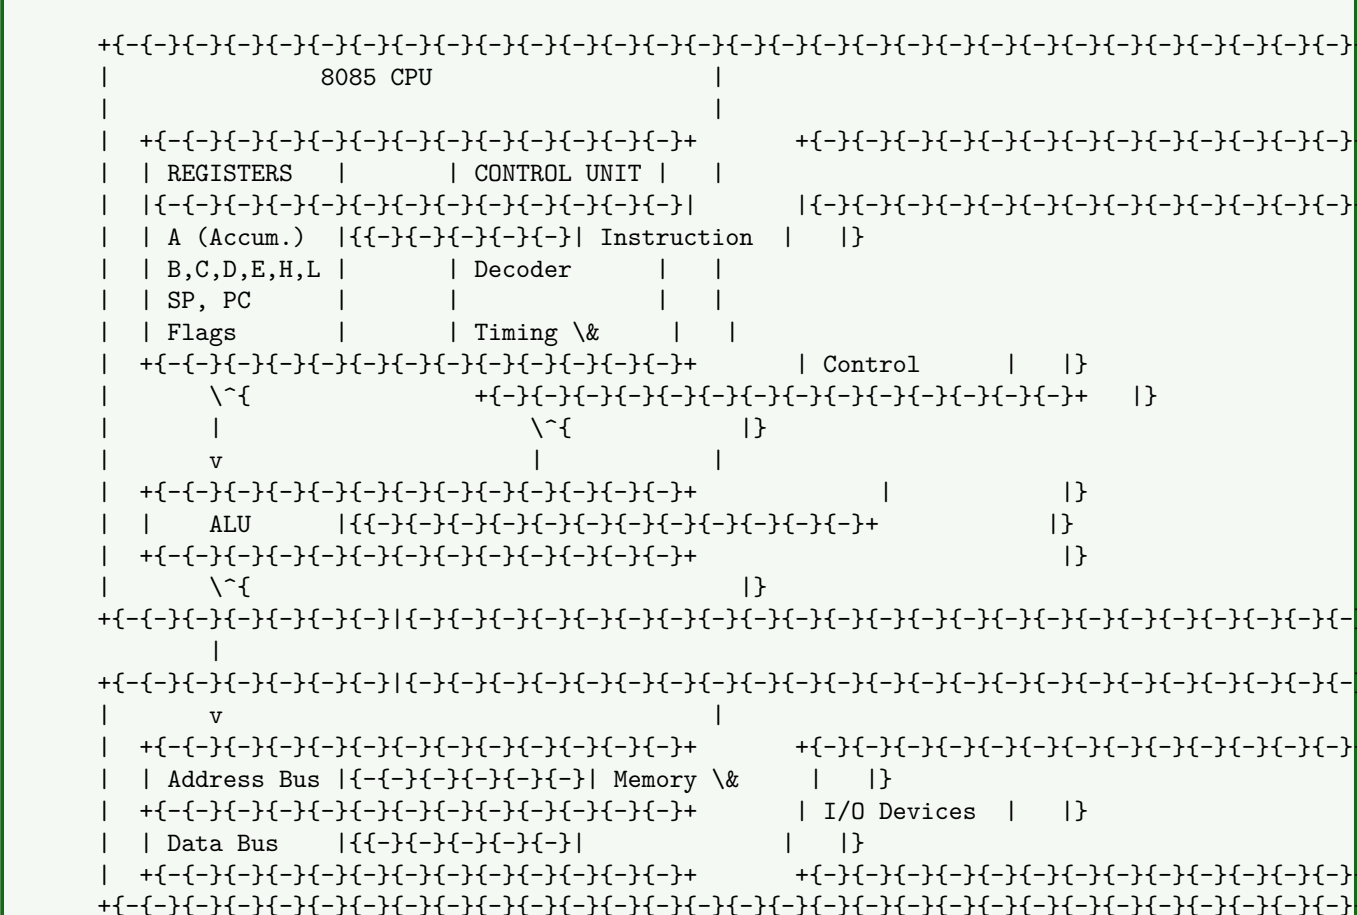 +{-{-}{-}{-}{-}{-}{-}{-}{-}{-}{-}{-}{-}{-}{-}{-}{-}{-}{-}{-}{-}{-}{-}{-}{-}{-}{-}{-}{-}{-}
| 8085 CPU |
| |
| +{-{-}{-}{-}{-}{-}{-}{-}{-}{-}{-}{-}{-}+ +{-}{-}{-}{-}{-}{-}{-}{-}{-}{-}{-}{-}{-}
| | REGISTERS | | CONTROL UNIT | |
| |{-{-}{-}{-}{-}{-}{-}{-}{-}{-}{-}{-}{-}| |{-}{-}{-}{-}{-}{-}{-}{-}{-}{-}{-}{-}{-}
| | A (Accum.) |{{-}{-}{-}{-}{-}| Instruction | |}
| | B,C,D,E,H,L | | Decoder | |
| | SP, PC | | | |
| | Flags | | Timing \& | |
| +{-{-}{-}{-}{-}{-}{-}{-}{-}{-}{-}{-}{-}+ | Control | |}
| \^{ +{-}{-}{-}{-}{-}{-}{-}{-}{-}{-}{-}{-}{-}{-}+ |}
| | \^{ |}
| v | |
| +{-{-}{-}{-}{-}{-}{-}{-}{-}{-}{-}{-}{-}+ | |}
| | ALU |{{-}{-}{-}{-}{-}{-}{-}{-}{-}{-}{-}{-}+ |}
| +{-{-}{-}{-}{-}{-}{-}{-}{-}{-}{-}{-}{-}+ |}
| \^{ |}
+{-{-}{-}{-}{-}{-}{-}|{-}{-}{-}{-}{-}{-}{-}{-}{-}{-}{-}{-}{-}{-}{-}{-}{-}{-}{-}{-}{-}{-}{-
|
+{-{-}{-}{-}{-}{-}{-}|{-}{-}{-}{-}{-}{-}{-}{-}{-}{-}{-}{-}{-}{-}{-}{-}{-}{-}{-}{-}{-}{-}{-
| v |
| +{-{-}{-}{-}{-}{-}{-}{-}{-}{-}{-}{-}{-}+ +{-}{-}{-}{-}{-}{-}{-}{-}{-}{-}{-}{-}{-}
| | Address Bus |{-{-}{-}{-}{-}{-}| Memory \& | |}
| +{-{-}{-}{-}{-}{-}{-}{-}{-}{-}{-}{-}{-}+ | I/O Devices | |}
| | Data Bus |{{-}{-}{-}{-}{-}| | |}
| +{-{-}{-}{-}{-}{-}{-}{-}{-}{-}{-}{-}{-}+ +{-}{-}{-}{-}{-}{-}{-}{-}{-}{-}{-}{-}{-}
+{-{-}{-}{-}{-}{-}{-}{-}{-}{-}{-}{-}{-}{-}{-}{-}{-}{-}{-}{-}{-}{-}{-}{-}{-}{-}{-}{-}{-}{-}